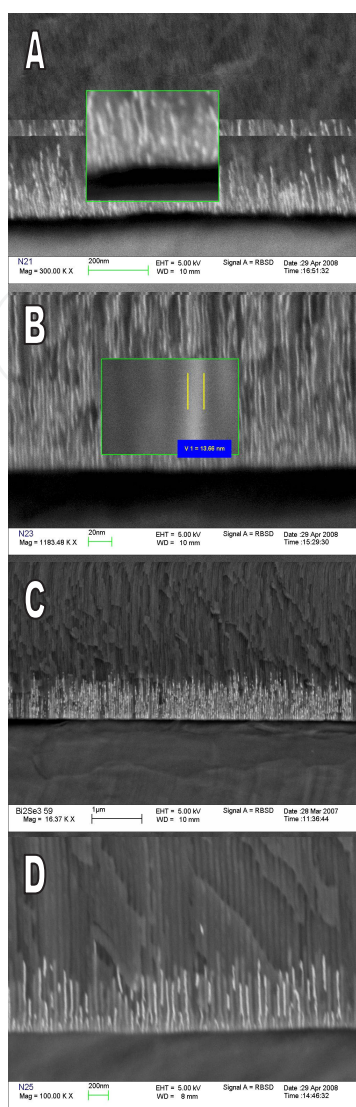 A
N21
Mag = 300.00 K X
200nm
EHT = 5.00 kV
WD = 10 mm
Signal A = RBSD
Date :29 Apr 2008
Time :16:51:32
B
V 1 = 13.66 nm
N23
Mag = 1183.48 K X
20nm
EHT = 5.00 kV
WD = 10 mm
Signal A = RBSD
Date :29 Apr 2008
Time :15:29:30
C
Bi2Se3 59
Mag = 16.37 K X
1µm
EHT = 5.00 kV
WD = 10 mm
Signal A = RBSD
Date :28 Mar 2007
Time :11:36:44
D
N25
Mag = 100.00 K X
200nm
EHT = 5.00 kV
WD = 8 mm
Signal A = RBSD
Date :29 Apr 2008
Time :14:46:32